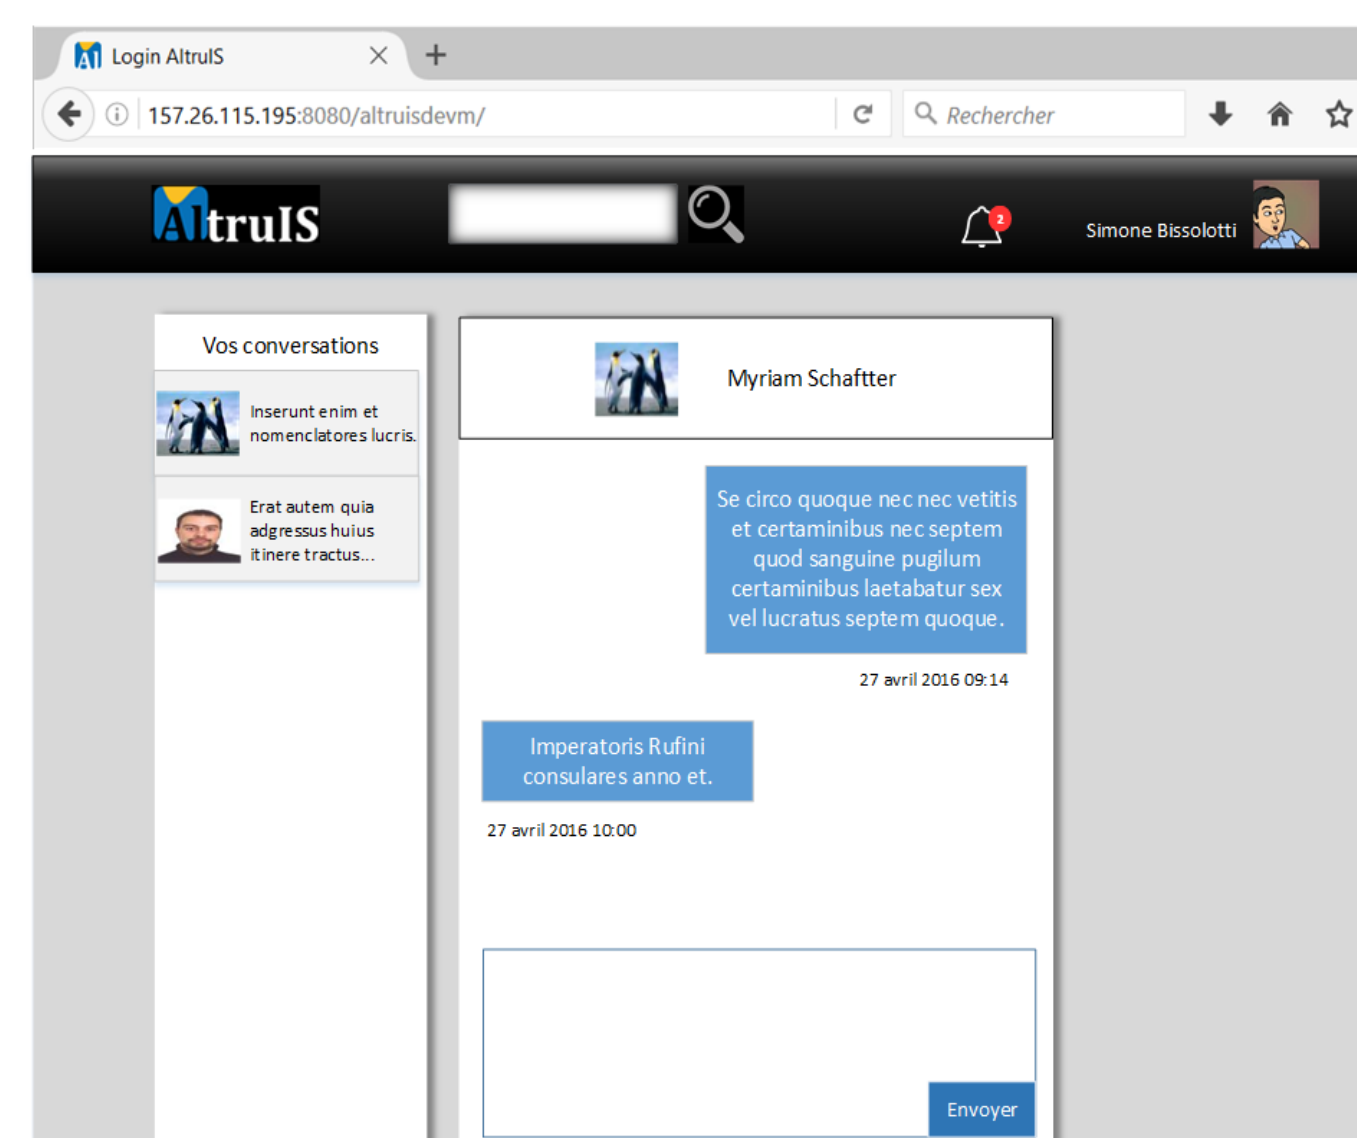 Login AltruIS
157.26.115.195:8080/altruisdevm/
Rechercher
AltruIS
2
Simone Bissolotti
Vos conversations
Inserunt enim et
nomenclatores lucris.
Erat autem quia
adgressus huius
itinere tractus...
Myriam Schaftter
Se circo quoque nec nec vetitis
et certaminibus nec septem
quod sanguine pugilum
certaminibus laetabatur sex
vel lucratus septem quoque.
27 avril 2016 09:14
Imperatoris Rufini
consulares anno et.
27 avril 2016 10:00
Envoyer